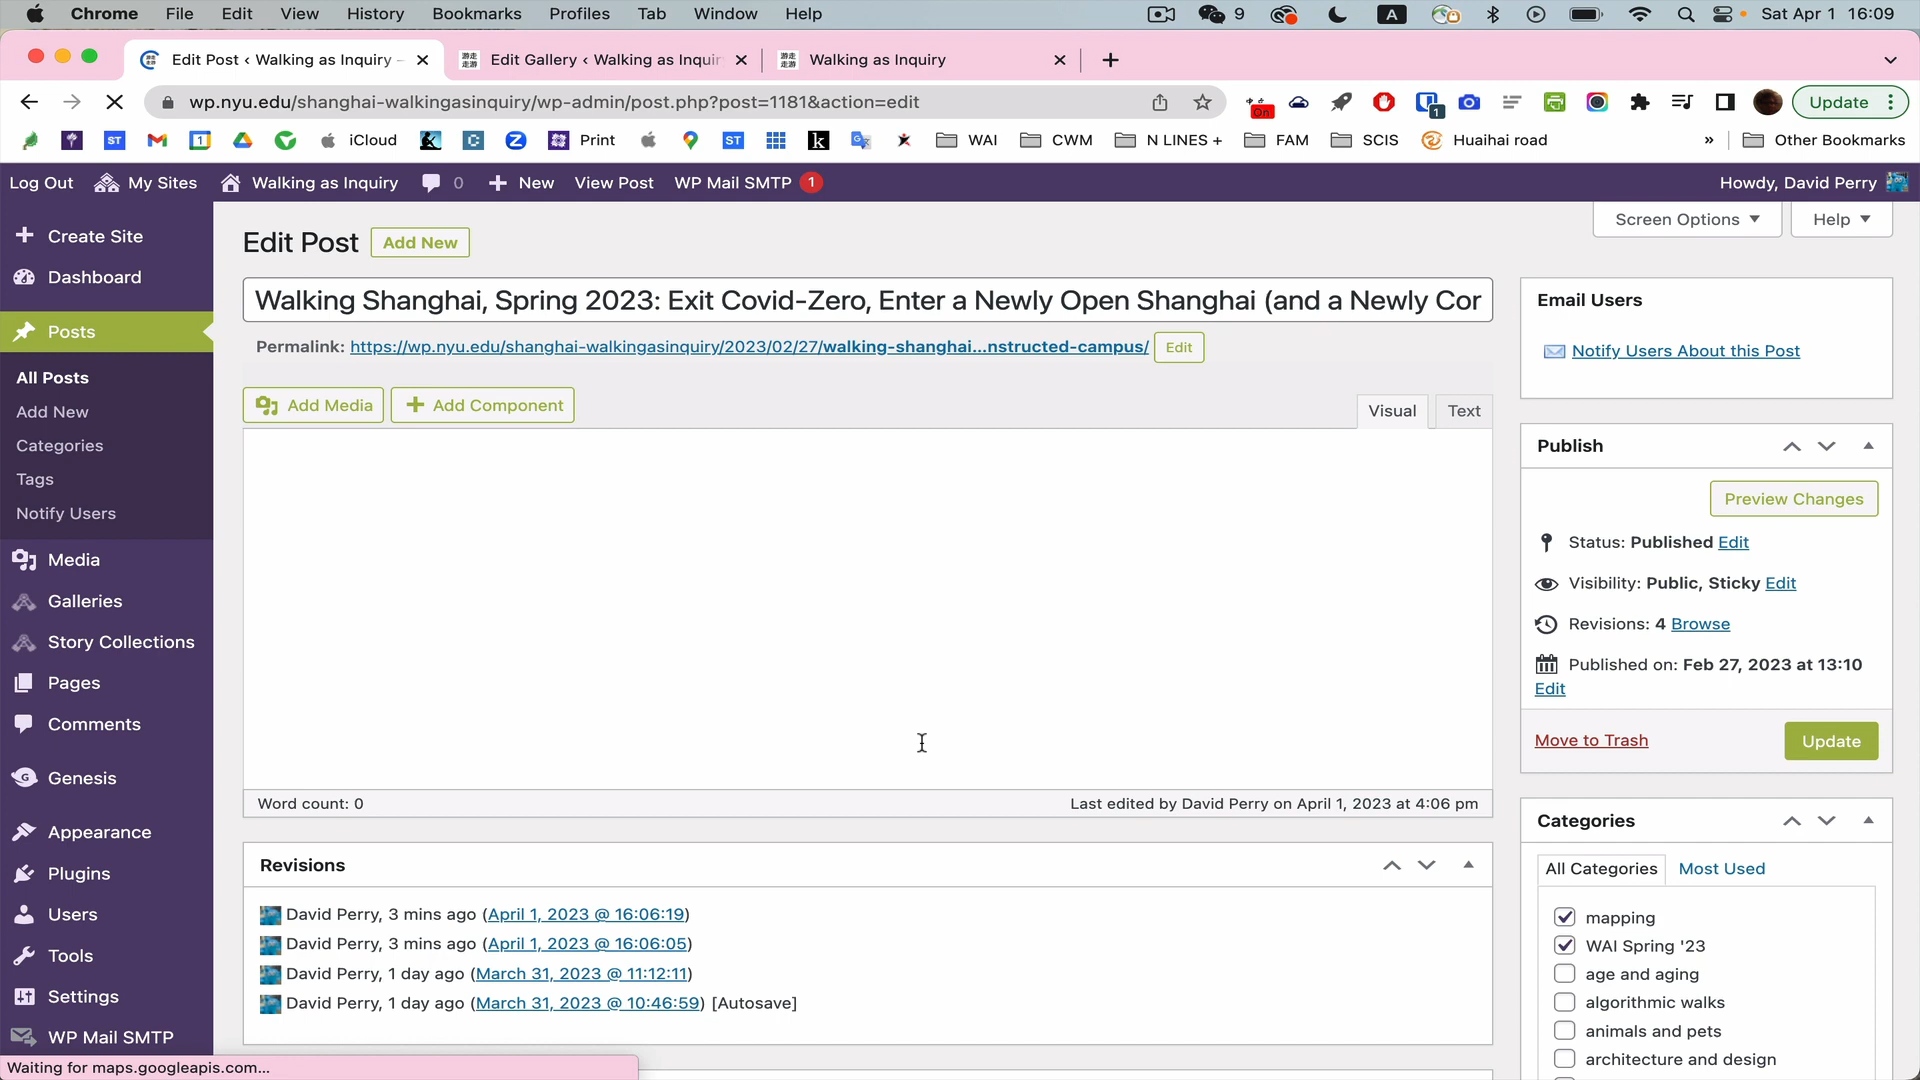 Chrome File Edit View History Bookmarks Profiles Tab Window Help 9 A Sat Apr 1 16:09
Edit Post ‹ Walking as Inquiry – Edit Gallery ‹ Walking as Inquir Walking as Inquiry
wp.nyu.edu/shanghai-walkingasinquiry/wp-admin/post.php?post=1181&action=edit On 1 Update
ST 1 iCloud Print ST k WAI CWM N LINES + FAM SCIS Huaihai road » Other Bookmarks
Log Out My Sites Walking as Inquiry 0 New View Post WP Mail SMTP 1 Howdy, David Perry
Create Site
Dashboard
Posts
All Posts
Add New
Categories
Tags
Notify Users
Media
Galleries
Story Collections
Pages
Comments
Genesis
Appearance
Plugins
Users
Tools
Settings
WP Mail SMTP
Screen Options Help
Edit Post Add New
Walking Shanghai, Spring 2023: Exit Covid-Zero, Enter a Newly Open Shanghai (and a Newly Cor
Permalink: https://wp.nyu.edu/shanghai-walkingasinquiry/2023/02/27/walking-shanghai...nstructed-campus/ Edit
Add Media Add Component Visual Text
Word count: 0 Last edited by David Perry on April 1, 2023 at 4:06 pm
Revisions
David Perry, 3 mins ago (April 1, 2023 @ 16:06:19)
David Perry, 3 mins ago (April 1, 2023 @ 16:06:05)
David Perry, 1 day ago (March 31, 2023 @ 11:12:11)
David Perry, 1 day ago (March 31, 2023 @ 10:46:59) [Autosave]
Email Users
Notify Users About this Post
Publish
Preview Changes
Status: Published Edit
Visibility: Public, Sticky Edit
Revisions: 4 Browse
Published on: Feb 27, 2023 at 13:10
Edit
Move to Trash Update
Categories
All Categories Most Used
mapping
WAI Spring '23
age and aging
algorithmic walks
animals and pets
architecture and design
Waiting for maps.googleapis.com...